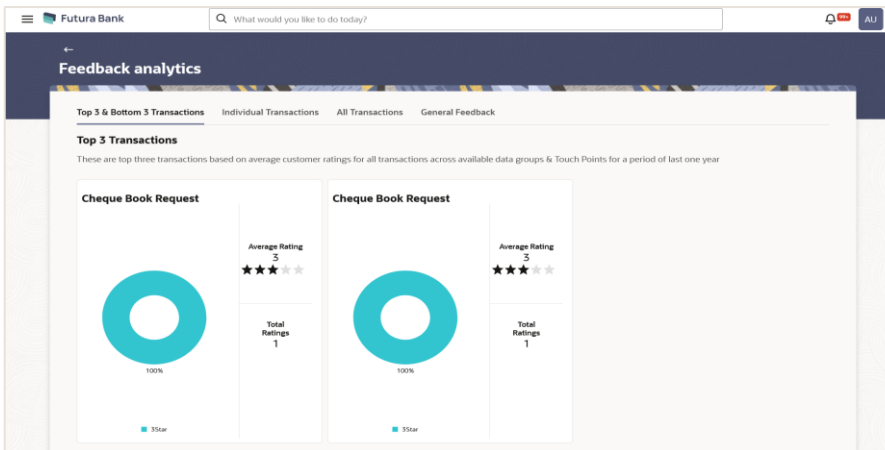 Futura Bank
What would you like to do today?
99+
AU
←
Feedback analytics
Top 3 & Bottom 3 Transactions
Individual Transactions
All Transactions
General Feedback
Top 3 Transactions
These are top three transactions based on average customer ratings for all transactions across available data groups & Touch Points for a period of last one year
Cheque Book Request
Average Rating
3
Total
Ratings
1
100%
3Star
Cheque Book Request
Average Rating
3
Total
Ratings
1
100%
3Star